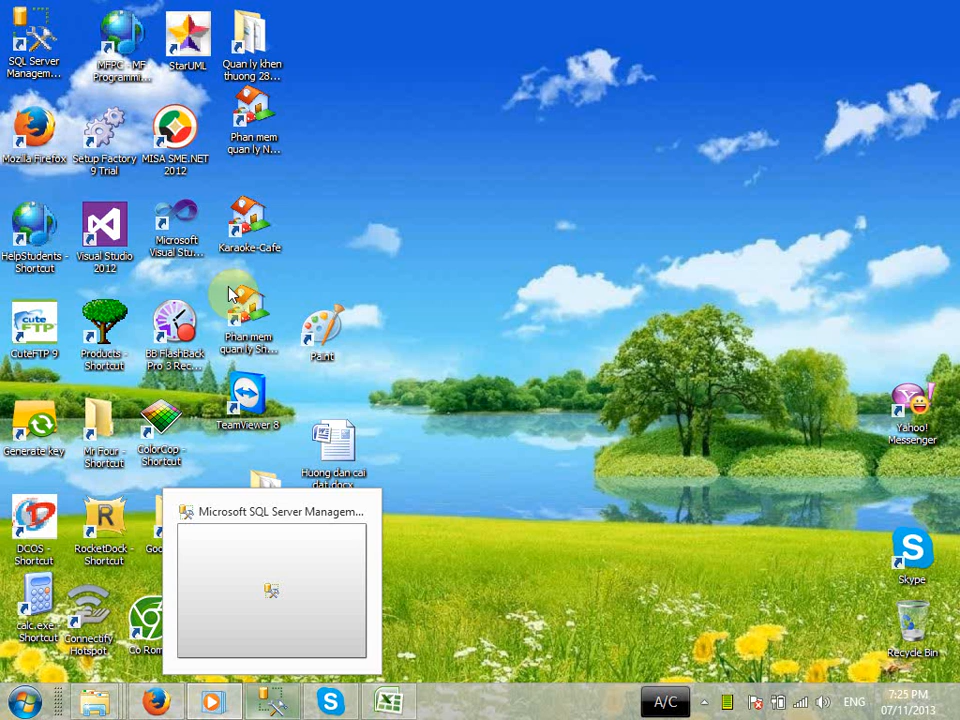 SQL Server
Managem...
MFPC - MF
Programmi...
StarUML
Quan ly khen
thuong 28...
Mozilla Firefox
Setup Factory
9 Trial
MISA SME.NET
2012
Phan mem
quan ly N...
HelpStudents -
Shortcut
Visual Studio
2012
Microsoft
Visual Stu...
Karaoke-Cafe
cute
FTP
CuteFTP 9
Products -
Shortcut
BB FlashBack
Pro 3 Rec...
Phan mem
quan ly Sh...
Paint
Generate key
Mr Four -
Shortcut
ColorCop -
Shortcut
TeamViewer 8
Huong dan cai
dat.docx
Yahoo!
Messenger
DCOS -
Shortcut
RocketDock -
Shortcut
Microsoft SQL Server Managem...
Skype
calc.exe -
Shortcut
Connectify
Hotspot
Recycle Bin
A/C
ENG
7:25 PM
07/11/2013